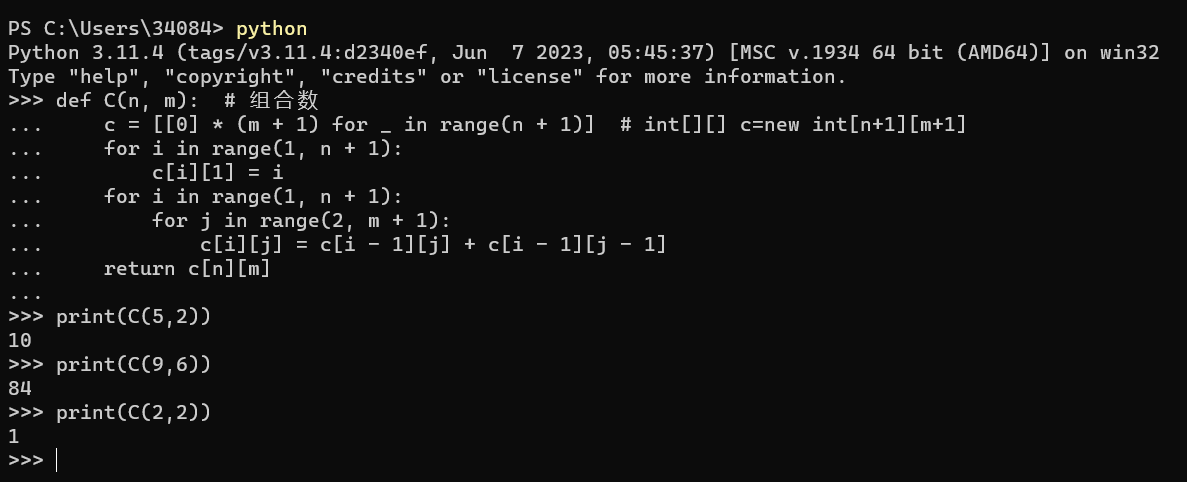 PS C:\Users\34084> python
Python 3.11.4 (tags/v3.11.4:d2340ef, Jun  7 2023, 05:45:37) [MSC v.1934 64 bit (AMD64)] on win32
Type "help", "copyright", "credits" or "license" for more information.
>>> def C(n, m):  # 组合数
...     c = [[0] * (m + 1) for _ in range(n + 1)]  # int[][] c=new int[n+1][m+1]
...     for i in range(1, n + 1):
...         c[i][1] = i
...     for i in range(1, n + 1):
...         for j in range(2, m + 1):
...             c[i][j] = c[i - 1][j] + c[i - 1][j - 1]
...     return c[n][m]
...
>>> print(C(5,2))
10
>>> print(C(9,6))
84
>>> print(C(2,2))
1
>>>